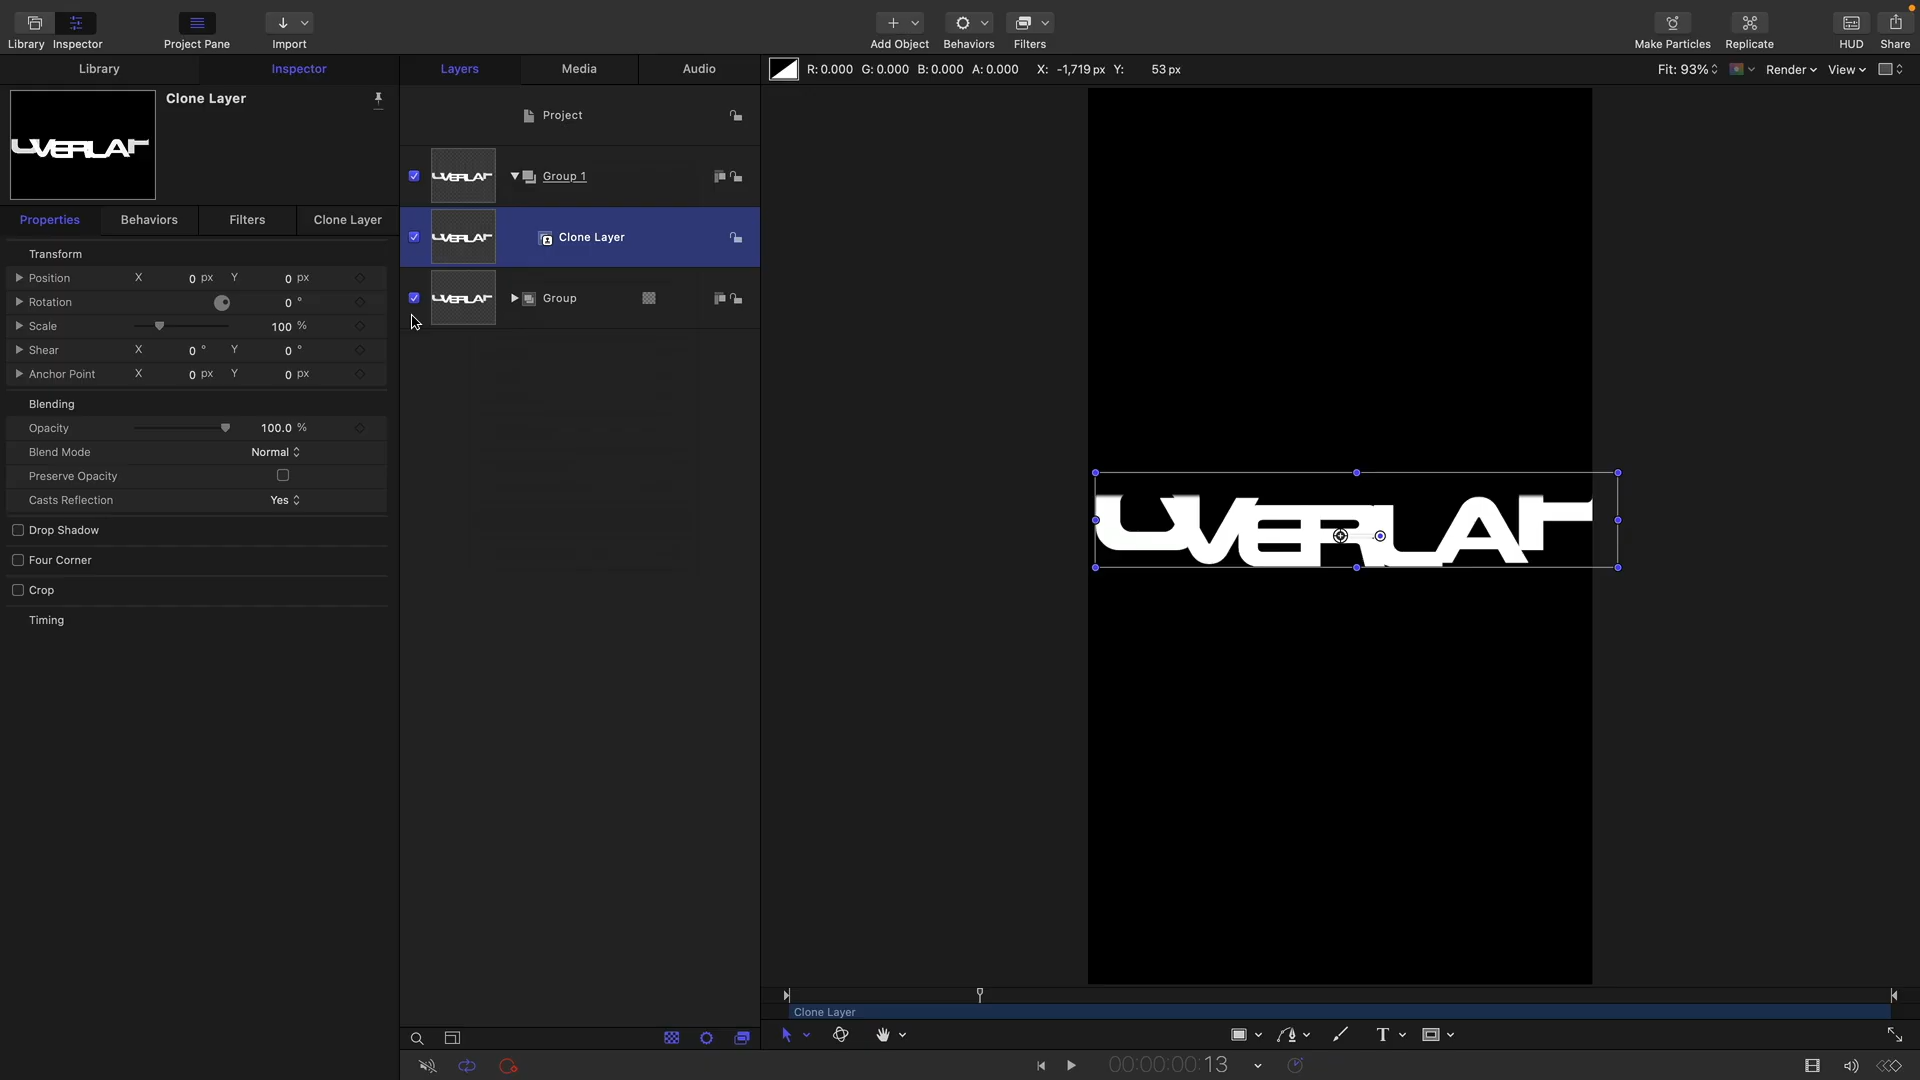 Library Inspector
Project Pane
Import
Add Object
Behaviors
Filters
Make Particles
Replicate
HUD
Share
Library
Inspector
Layers
Media
Audio
R: 0.000 G: 0.000 B: 0.000 A: 0.000 X: -1,719 px Y: 53 px
Fit: 93%
Render
View
Clone Layer
Project
Group 1
Clone Layer
Group
Properties
Behaviors
Filters
Clone Layer
Transform
Position X 0 px Y 0 px
Rotation 0 °
Scale 100 %
Shear X 0 ° Y 0 °
Anchor Point X 0 px Y 0 px
Blending
Opacity 100.0 %
Blend Mode Normal
Preserve Opacity
Casts Reflection Yes
Drop Shadow
Four Corner
Crop
Timing
OVERLAP
Clone Layer
T
00:00:00:13